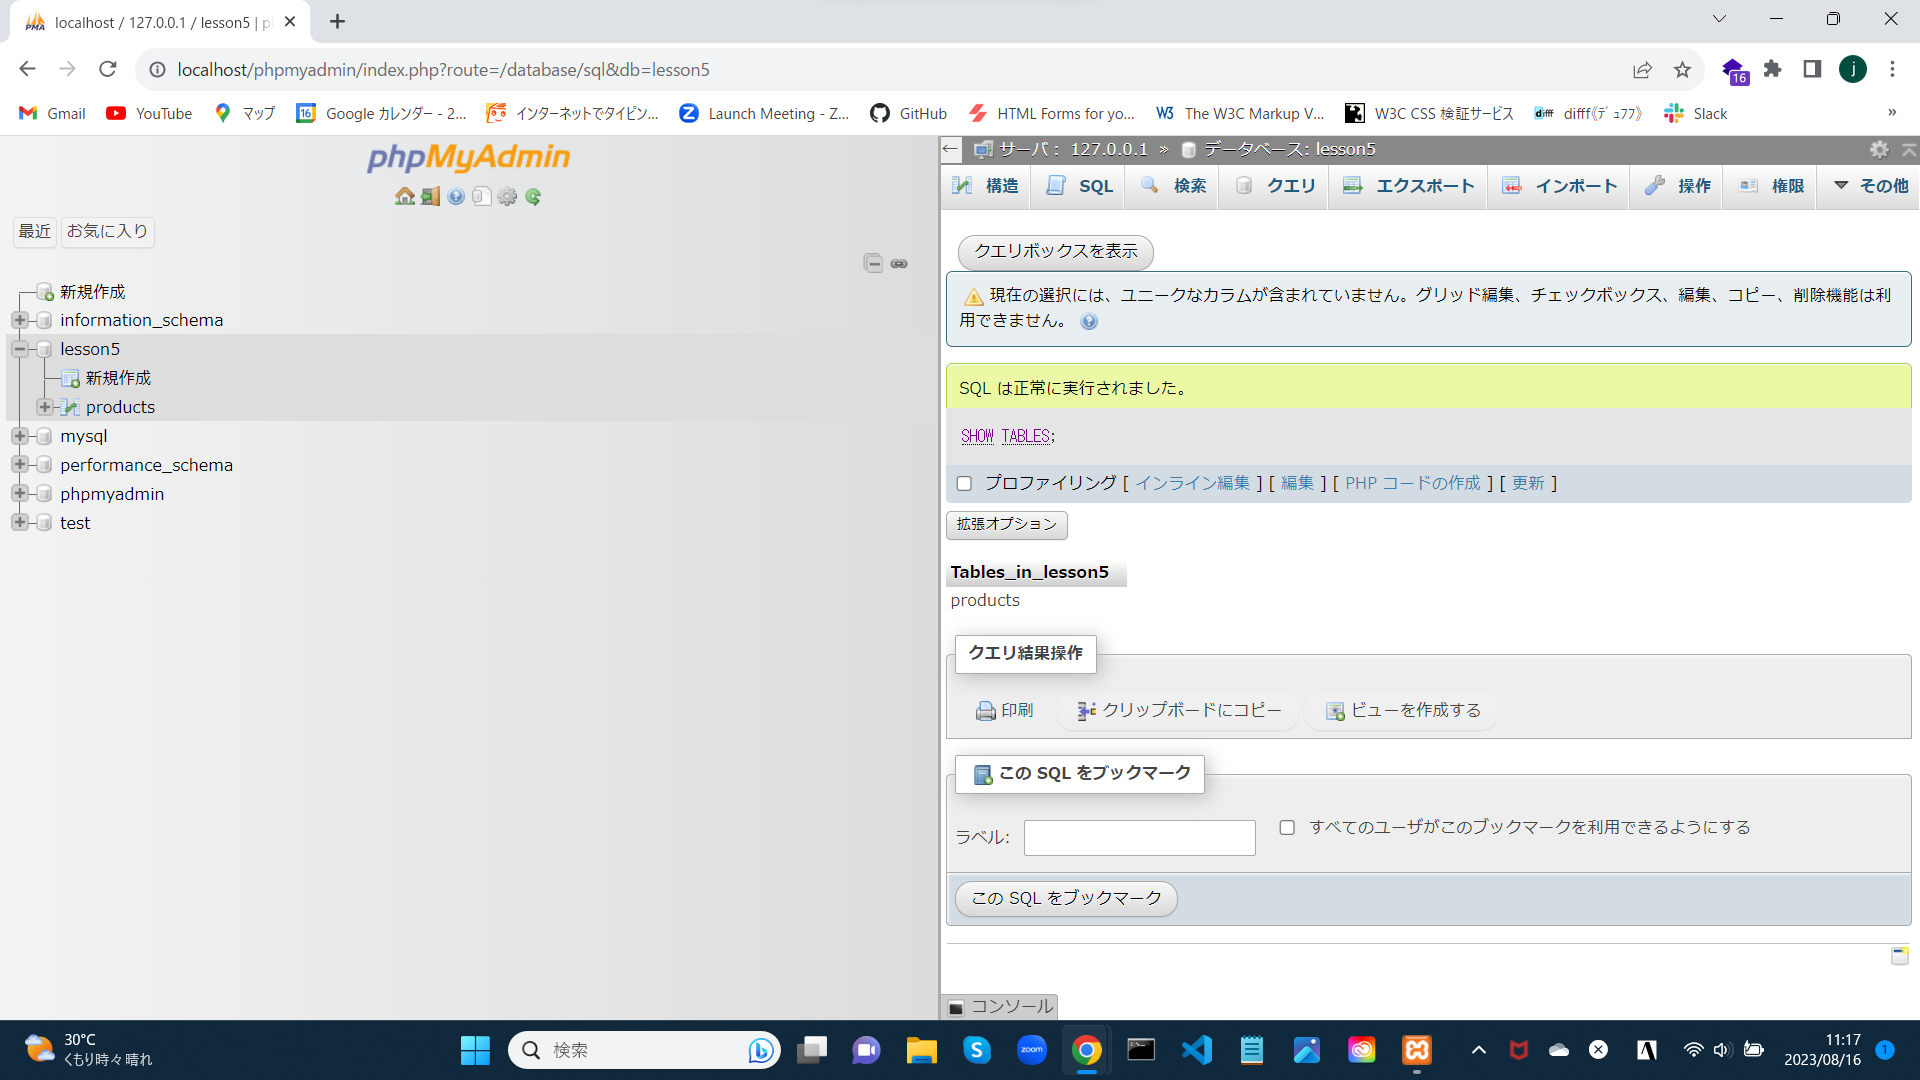 localhost / 127.0.0.1 / lesson5 | p
localhost/phpmyadmin/index.php?route=/database/sql&db=lesson5
16
j
Gmail
YouTube
マップ
16
Google カレンダー - 2...
インターネットでタイピン...
Launch Meeting - Z...
GitHub
HTML Forms for yo...
The W3C Markup V...
W3C CSS 検証サービス
difff《ﾃﾞｭﾌﾌ》
Slack
»
phpMyAdmin
最近
お気に入り
新規作成
information_schema
lesson5
新規作成
products
mysql
performance_schema
phpmyadmin
test
サーバ: 127.0.0.1 » データベース: lesson5
構造
SQL
検索
クエリ
エクスポート
インポート
操作
権限
その他
クエリボックスを表示
現在の選択には、ユニークなカラムが含まれていません。グリッド編集、チェックボックス、編集、コピー、削除機能は利
用できません。
SQL は正常に実行されました。
SHOW TABLES;
プロファイリング [ インライン編集 ] [ 編集 ] [ PHP コードの作成 ] [ 更新 ]
拡張オプション
Tables_in_lesson5
products
クエリ結果操作
印刷
クリップボードにコピー
ビューを作成する
この SQL をブックマーク
ラベル:
すべてのユーザがこのブックマークを利用できるようにする
この SQL をブックマーク
コンソール
30°C
くもり時々晴れ
検索
zoom
11:17
2023/08/16
1